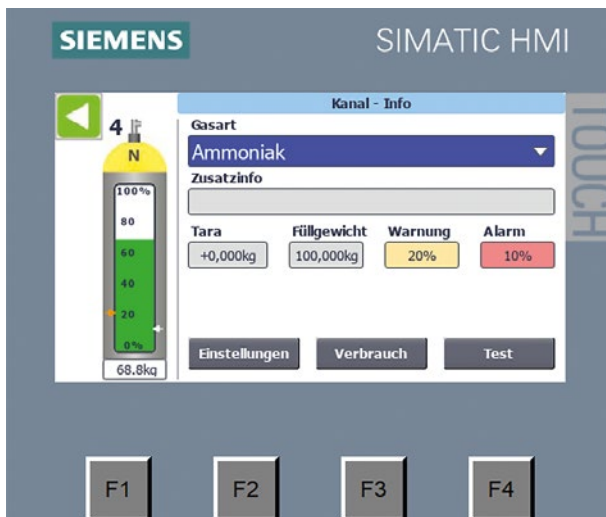 SIEMENS
SIMATIC HMI
TOUCH
Kanal - Info
4
Gasart
N
Ammoniak
Zusatzinfo
100%
80
60
40
20
0%
68.8kg
Tara Füllgewicht Warnung Alarm
+0,000kg 100,000kg 20% 10%
Einstellungen Verbrauch Test
F1 F2 F3 F4